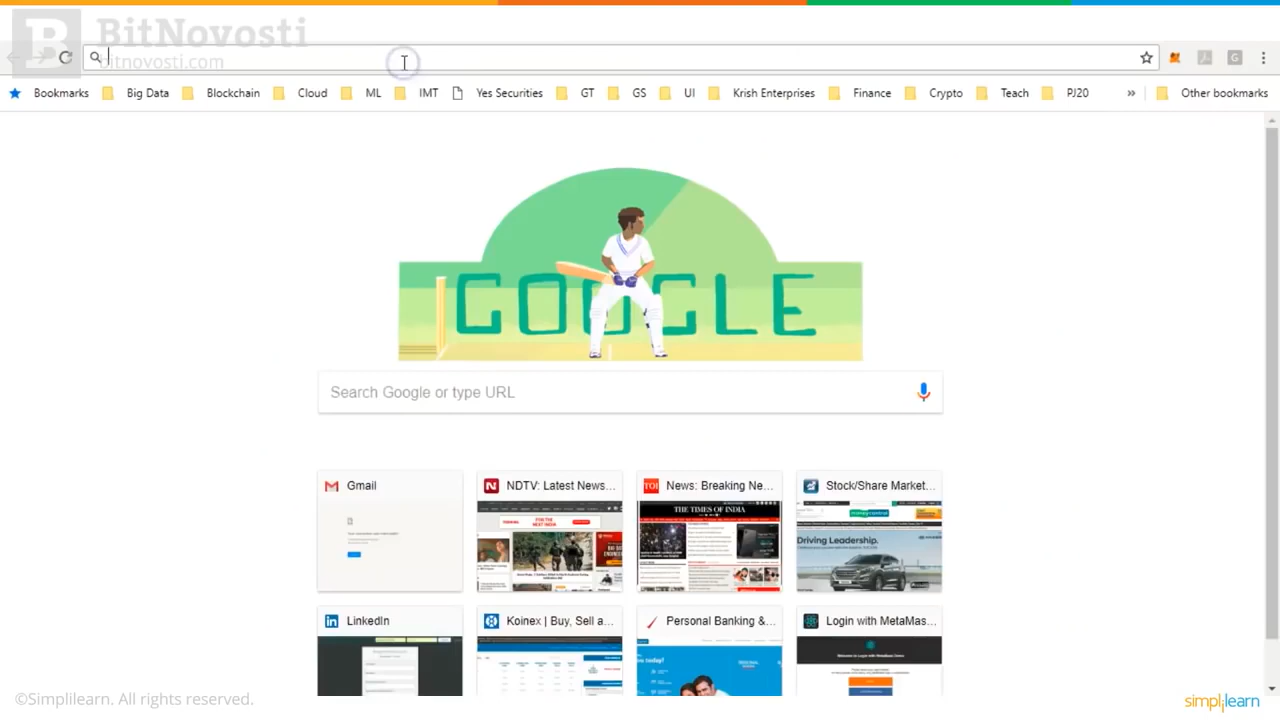 BitNovosti
bitnovosti.com
Bookmarks Big Data Blockchain Cloud ML IMT Yes Securities GT GS UI Krish Enterprises Finance Crypto Teach PJ20 » Other bookmarks
GOOGLE
Search Google or type URL
Gmail NDTV: Latest News... News: Breaking Ne... Stock/Share Market...
THE TIMES OF INDIA
Driving Leadership.
LinkedIn Koinex | Buy, Sell a... Personal Banking &... Login with MetaMas...
©Simplilearn. All rights reserved.
simplilearn